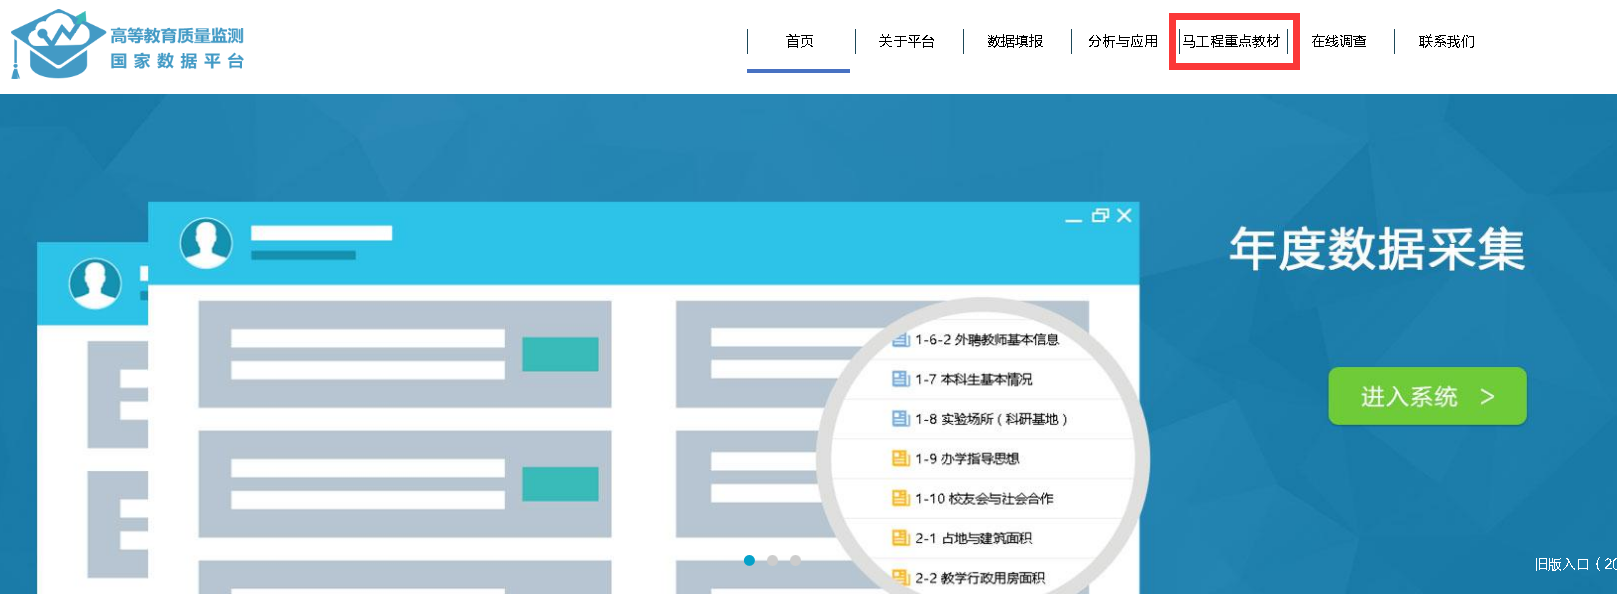 高等教育质量监测
国家数据平台
首页
关于平台
数据填报
分析与应用
马工程重点教材
在线调查
联系我们
年度数据采集
进入系统 >
1-6-2 外聘教师基本信息
1-7 本科生基本情况
1-8 实验场所（科研基地）
1-9 办学指导思想
1-10 校友会与社会合作
2-1 占地与建筑面积
2-2 教学行政用房面积
旧版入口（20